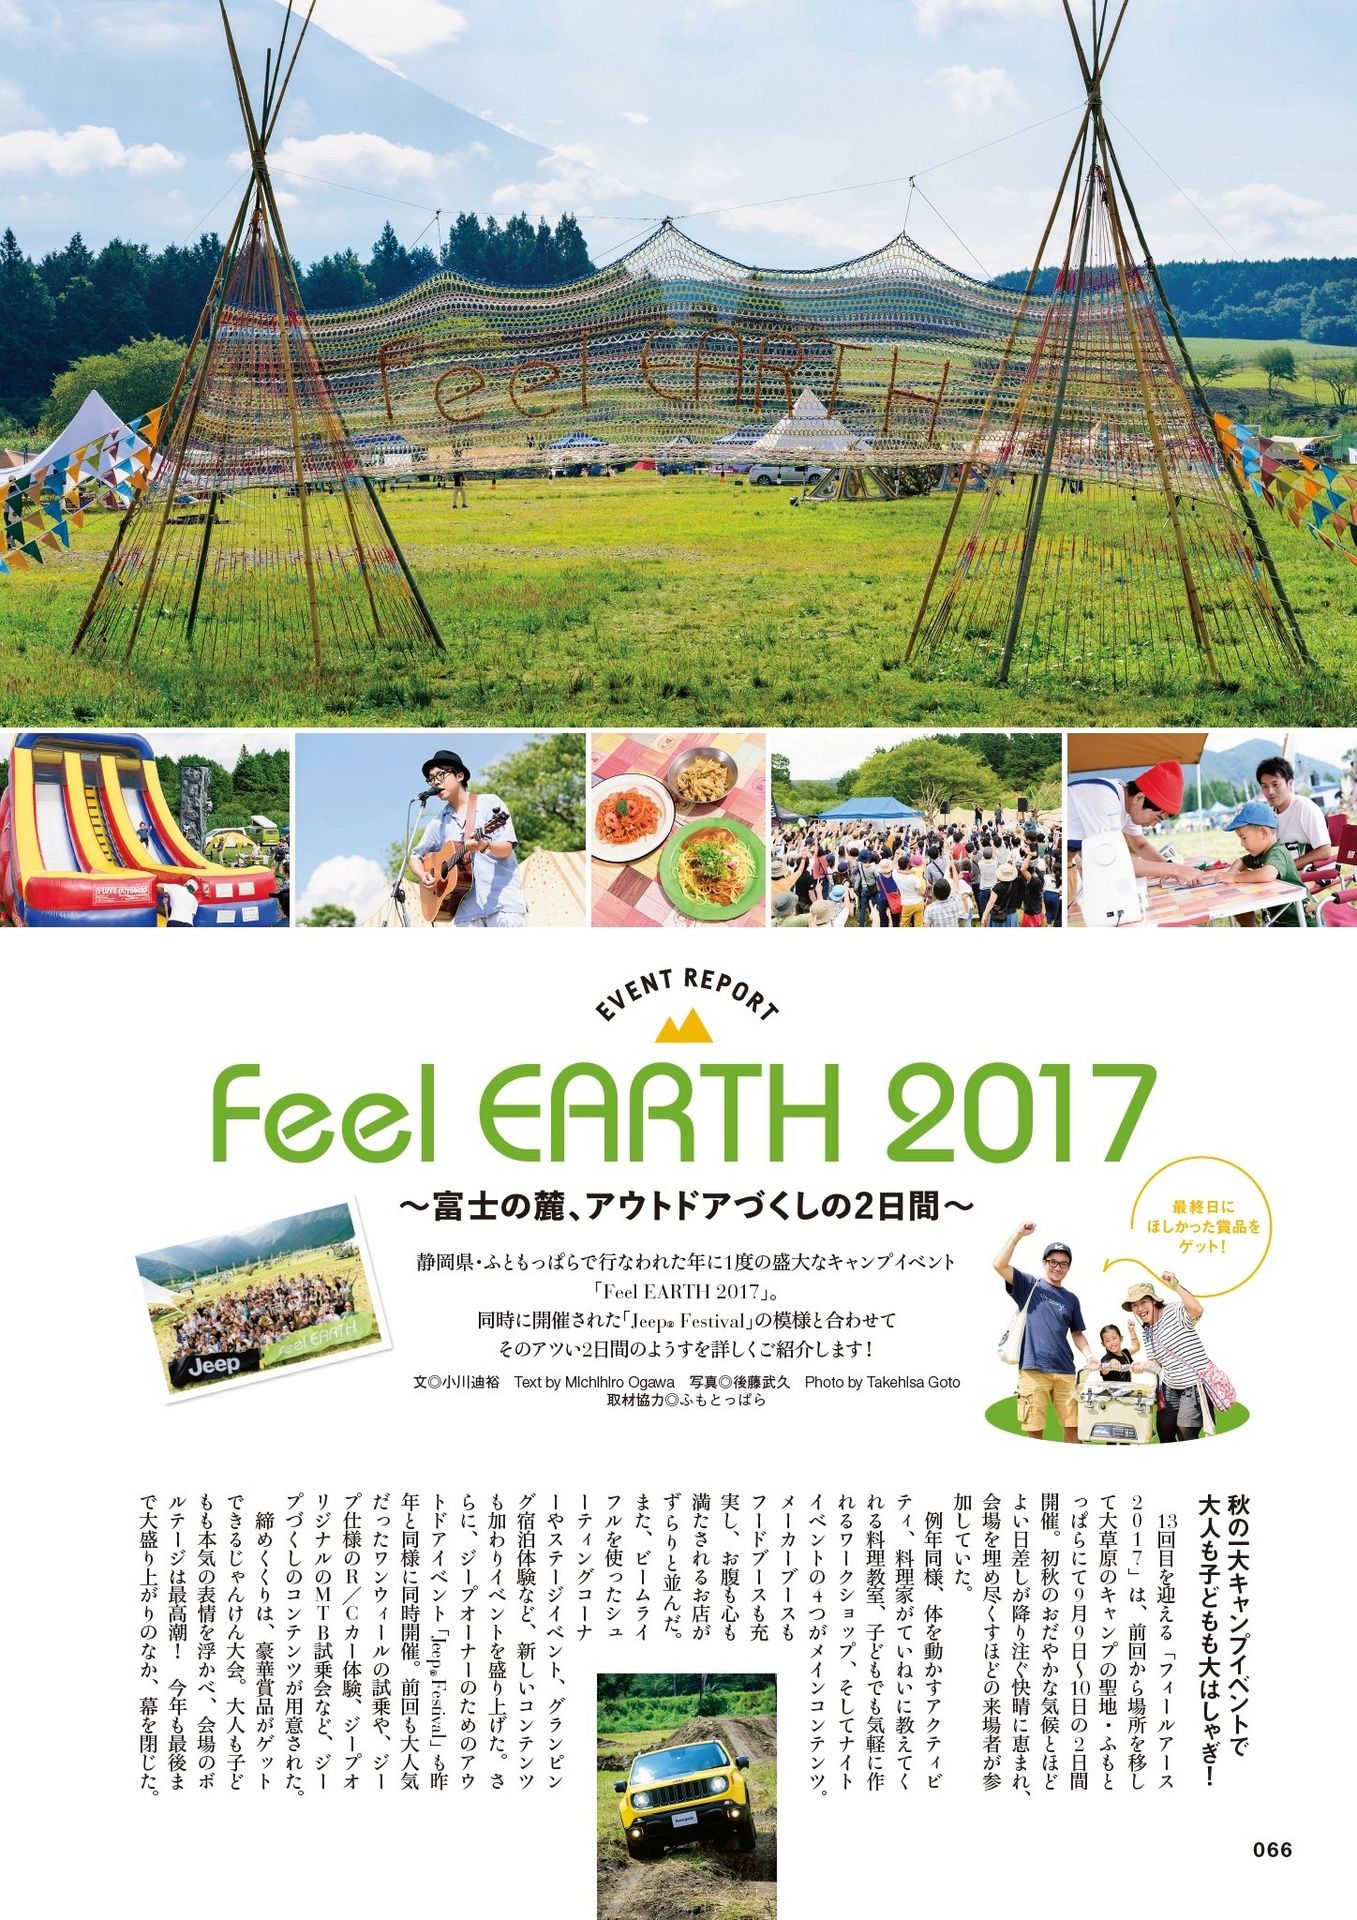 Feel EARTH
I LOVE OUTDOORS
EVENT REPORT
Feel EARTH 2017
〜富士の麓、アウトドアづくしの2日間〜
静岡県・ふともっぱらで行なわれた年に1度の盛大なキャンプイベント
「Feel EARTH 2017」。
同時に開催された「Jeep® Festival」の模様と合わせて
そのアツい2日間のようすを詳しくご紹介します!
文◎小川迪裕 Text by Michihiro Ogawa 写真◎後藤武久 Photo by Takehisa Goto
取材協力◎ふもとっぱら
最終日に
ほしかった賞品を
ゲット!
Jeep
Feel EARTH
秋の一大キャンプイベントで
大人も子どもも大はしゃぎ!
13回目を迎える「フィールアース
2017」は、前回から場所を移し
て大草原のキャンプの聖地・ふもと
っぱらにて9月9日〜10日の2日間
開催。初秋のおだやかな気候とほど
よい日差しが降り注ぐ快晴に恵まれ、
会場を埋め尽くすほどの来場者が参
加していた。
例年同様、体を動かすアクティビ
ティ、料理家がていねいに教えてく
れる料理教室、子どもでも気軽に作
れるワークショップ、そしてナイト
イベントの4つがメインコンテンツ。
メーカーブースも
フードブースも充
実し、お腹も心も
満たされるお店が
ずらりと並んだ。
また、ビームライ
フルを使ったシュ
ーティングコーナ
ーやステージイベント、グランピン
グ宿泊体験など、新しいコンテンツ
も加わりイベントを盛り上げた。さ
らに、ジープオーナーのためのアウ
トドアイベント「Jeep® Festival」も昨
年と同様に同時開催。前回も大人気
だったワンウィールの試乗や、ジー
プ仕様のR/Cカー体験、ジープオ
リジナルのMTB試乗会など、ジー
プづくしのコンテンツが用意された。
締めくくりは、豪華賞品がゲット
できるじゃんけん大会。大人も子ど
もも本気の表情を浮かべ、会場のボ
ルテージは最高潮! 今年も最後ま
で大盛り上がりのなか、幕を閉じた。
Renegade
066